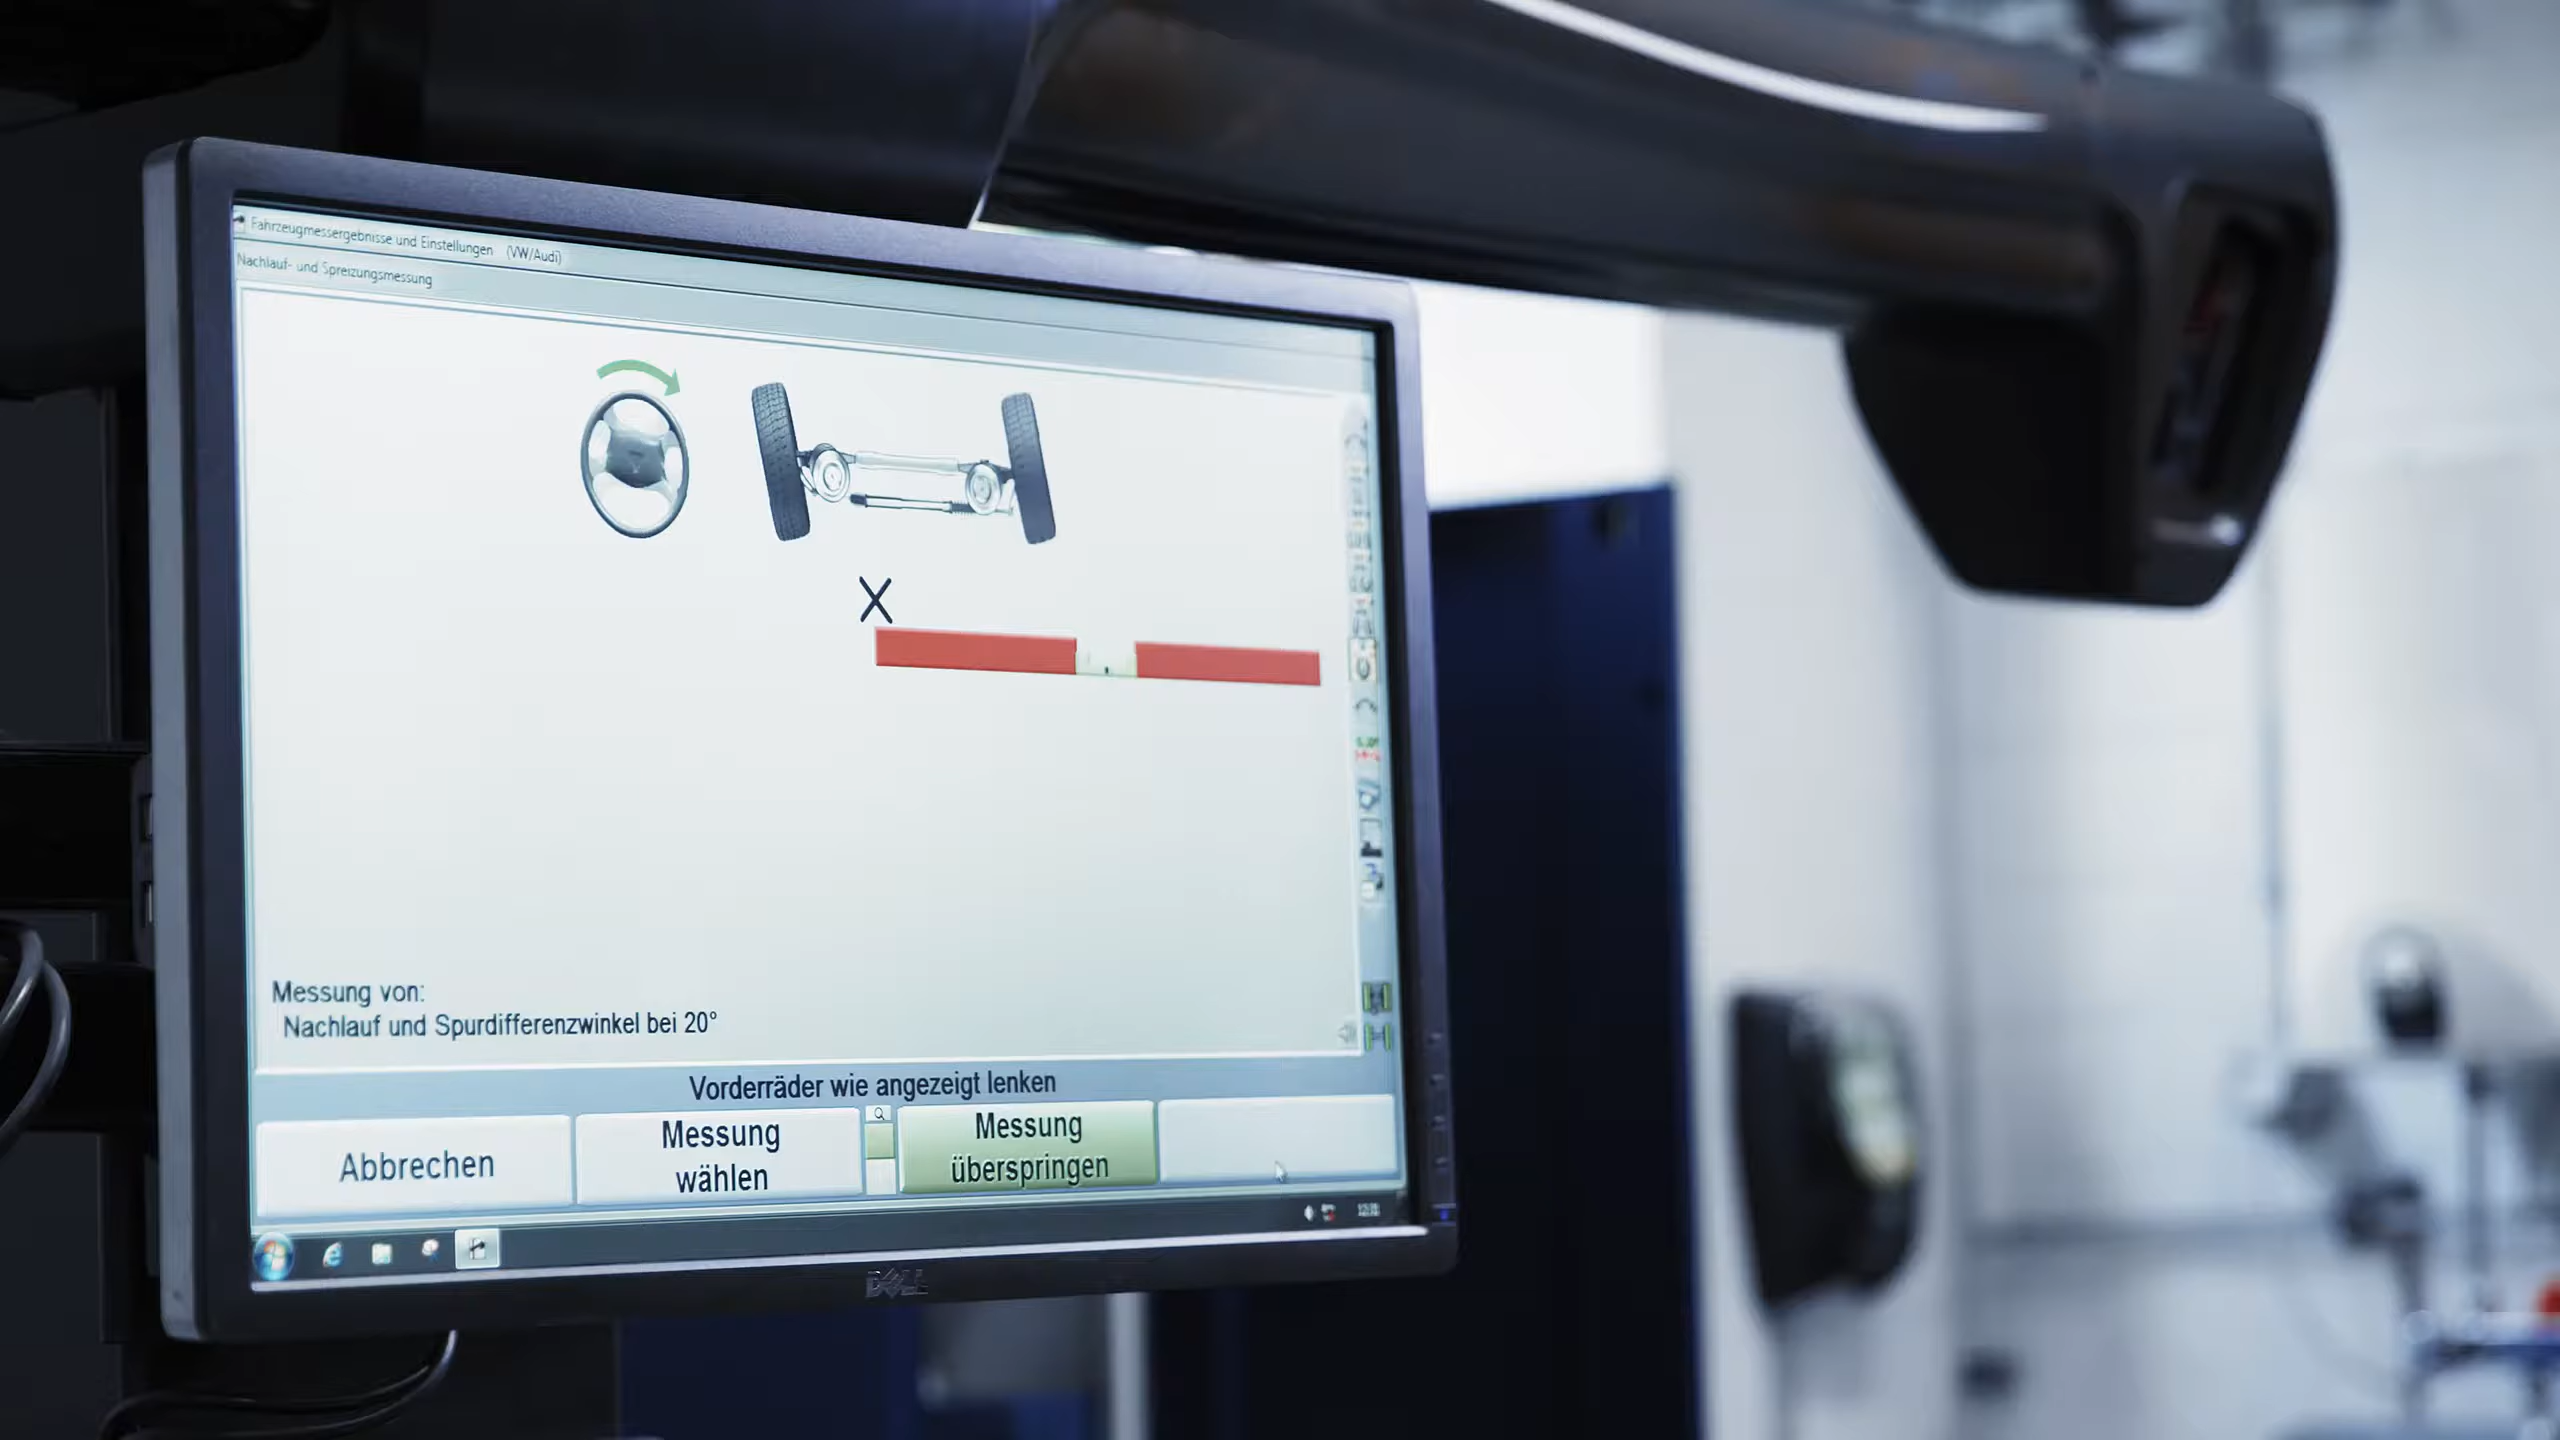 Fahrzeugmessergebnisse und Einstellungen (VW/Audi)
Nachlauf- und Spreizungsmessung
X
Messung von:
Nachlauf und Spurdifferenzwinkel bei 20°
Vorderräder wie angezeigt lenken
Abbrechen
Messung
wählen
Messung
überspringen
DELL